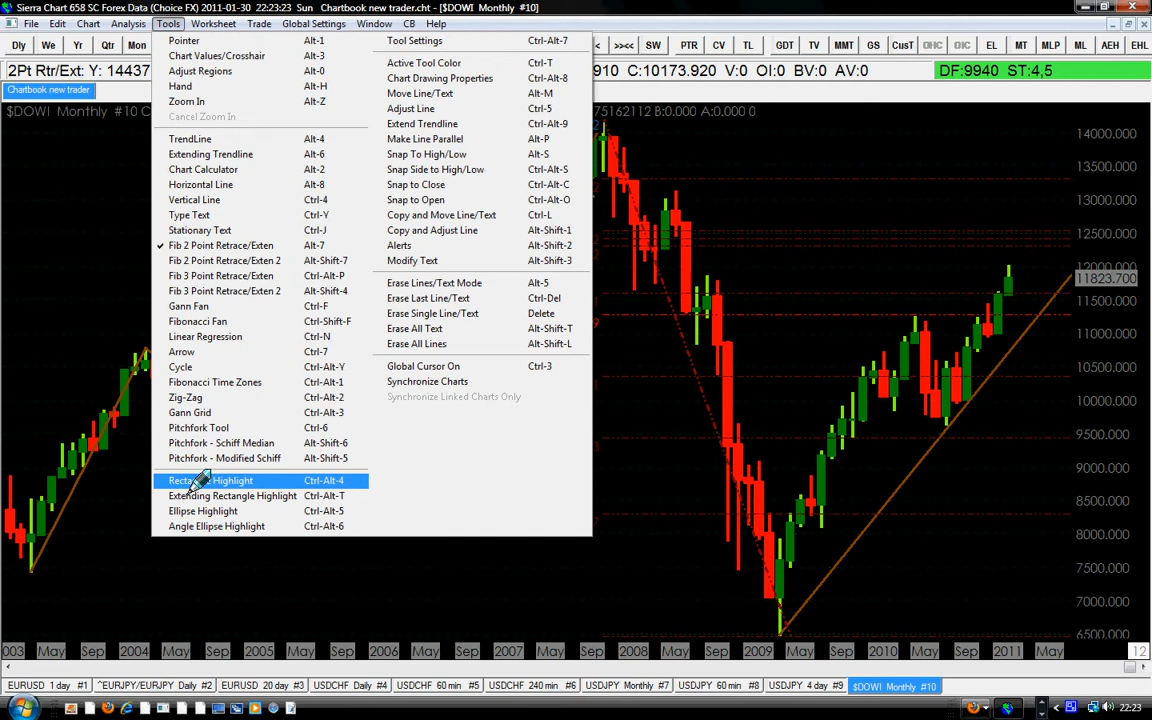 Sierra Chart 658 SC Forex Data (Choice FX) 2011-01-30 22:23:23 Sun Chartbook new trader.cht - [$DOWI Monthly #10]
File Edit Chart Analysis Tools Worksheet Trade Global Settings Window CB Help
Dly We Yr Qtr Mon >><< SW PTR CV TL GDT TV MMT GS CusT OHC OIC EL MT MLP ML AEH EHL
2Pt Rtr/Ext: Y: 14437 910 C:10173.920 V:0 OI:0 BV:0 AV:0 DF:9940 ST:4,5
Chartbook new trader
$DOWI Monthly #10 75162112 B:0.000 A:0.000 0
Pointer Alt-1
Chart Values/Crosshair Alt-3
Adjust Regions Alt-0
Hand Alt-H
Zoom In Alt-Z
Cancel Zoom In
TrendLine Alt-4
Extending Trendline Alt-6
Chart Calculator Alt-2
Horizontal Line Alt-8
Vertical Line Ctrl-4
Type Text Ctrl-Y
Stationary Text Ctrl-J
Fib 2 Point Retrace/Exten Alt-7
Fib 2 Point Retrace/Exten 2 Alt-Shift-7
Fib 3 Point Retrace/Exten Ctrl-Alt-P
Fib 3 Point Retrace/Exten 2 Alt-Shift-4
Gann Fan Ctrl-F
Fibonacci Fan Ctrl-Shift-F
Linear Regression Ctrl-N
Arrow Ctrl-7
Cycle Ctrl-Alt-Y
Fibonacci Time Zones Ctrl-Alt-1
Zig-Zag Ctrl-Alt-2
Gann Grid Ctrl-Alt-3
Pitchfork Tool Ctrl-6
Pitchfork - Schiff Median Alt-Shift-6
Pitchfork - Modified Schiff Alt-Shift-5
Highlight Ctrl-Alt-4
Extending Rectangle Highlight Ctrl-Alt-T
Ellipse Highlight Ctrl-Alt-5
Angle Ellipse Highlight Ctrl-Alt-6
Tool Settings Ctrl-Alt-7
Active Tool Color Ctrl-T
Chart Drawing Properties Ctrl-Alt-8
Move Line/Text Alt-M
Adjust Line Ctrl-5
Extend Trendline Ctrl-Alt-9
Make Line Parallel Alt-P
Snap To High/Low Alt-S
Snap Side to High/Low Ctrl-Alt-S
Snap to Close Ctrl-Alt-C
Snap to Open Ctrl-Alt-O
Copy and Move Line/Text Ctrl-L
Copy and Adjust Line Alt-Shift-1
Alerts Alt-Shift-2
Modify Text Alt-Shift-3
Erase Lines/Text Mode Alt-5
Erase Last Line/Text Ctrl-Del
Erase Single Line/Text Delete
Erase All Text Alt-Shift-T
Erase All Lines Alt-Shift-L
Global Cursor On Ctrl-3
Synchronize Charts
Synchronize Linked Charts Only
14000.000
13500.000
13000.000
12500.000
12000.000
11823.700
11500.000
11000.000
10500.000
10000.000
9500.000
9000.000
8500.000
8000.000
7500.000
7000.000
6500.000
003 May Sep 2004 May Sep 2005 May Sep 2006 May Sep 2007 May Sep 2008 May Sep 2009 May Sep 2010 May Sep 2011 May 12
EURUSD 1 day #1 ^EURJPY/EURJPY Daily #2 EURUSD 20 day #3 USDCHF Daily #4 USDCHF 60 min #5 USDCHF 240 min #6 USDJPY Monthly #7 USDJPY 60 min #8 USDJPY 4 day #9 $DOWI Monthly #10
22:23